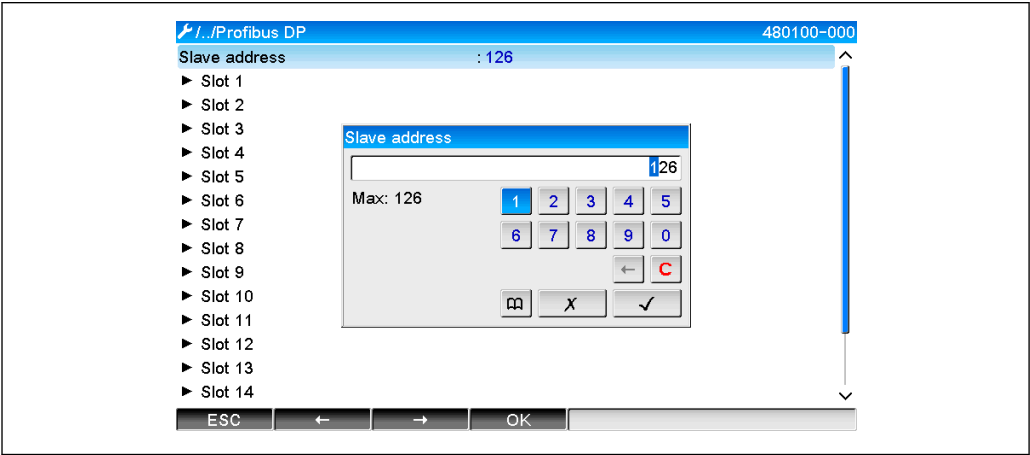 /../Profibus DP 480100-000
Slave address : 126
► Slot 1
► Slot 2
► Slot 3
► Slot 4
► Slot 5
► Slot 6
► Slot 7
► Slot 8
► Slot 9
► Slot 10
► Slot 11
► Slot 12
► Slot 13
► Slot 14
Slave address
126
Max: 126
1 2 3 4 5
6 7 8 9 0
← C
X ✓
ESC ← → OK